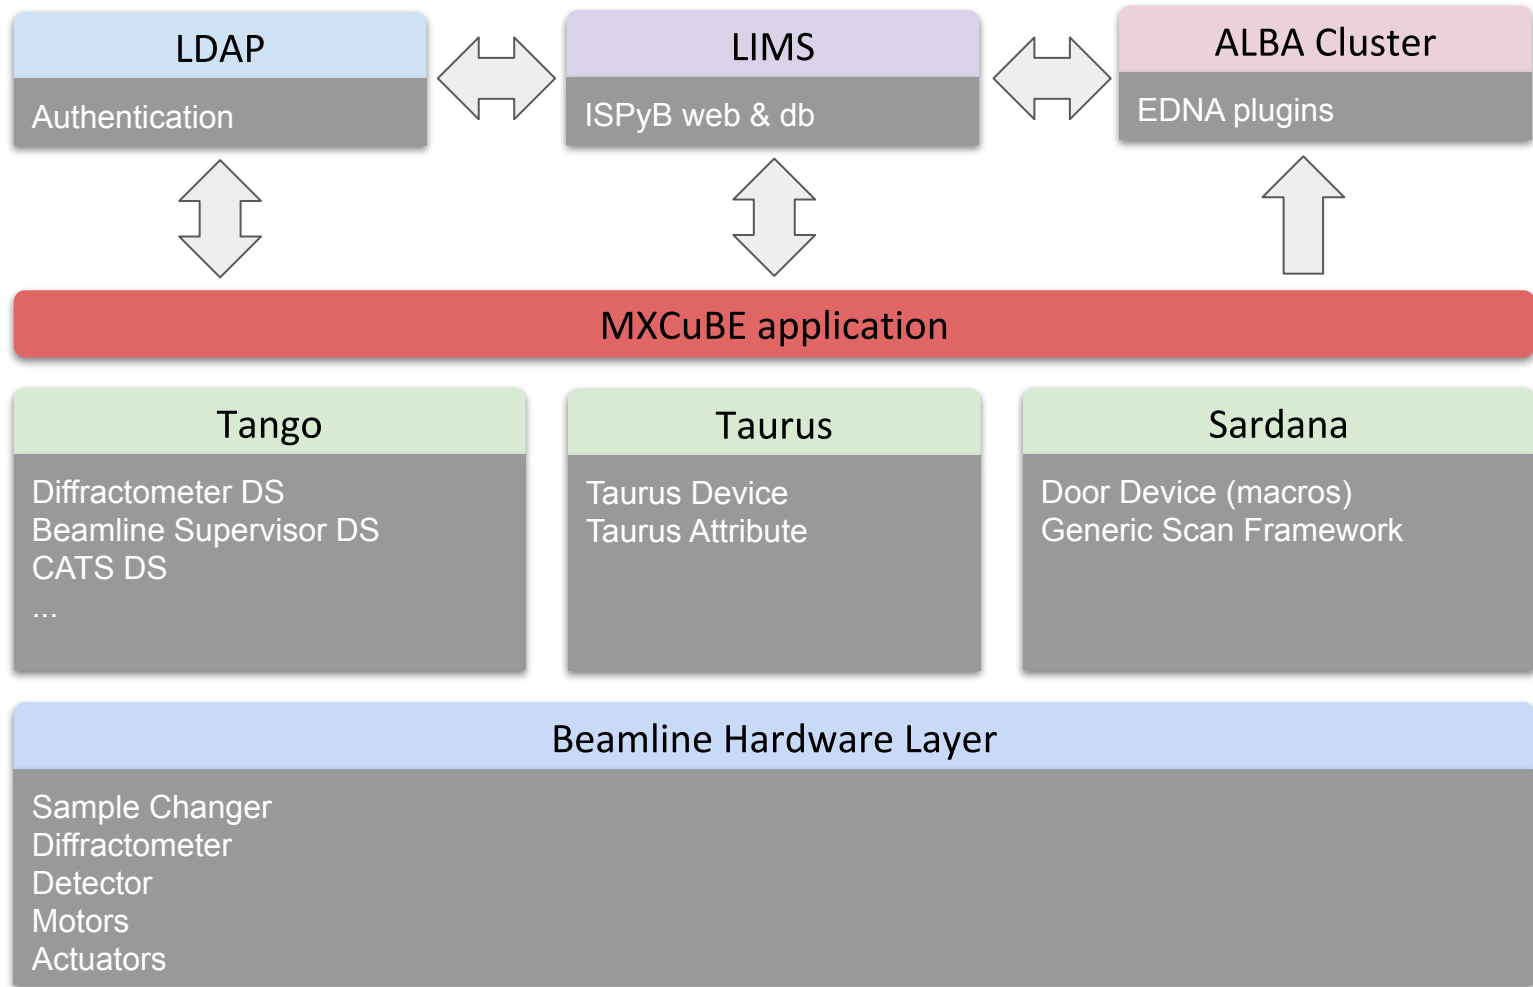 LDAP
Authentication
LIMS
ISPyB web & db
ALBA Cluster
EDNA plugins
MXCuBE application
Tango
Diffractometer DS
Beamline Supervisor DS
CATS DS
...
Taurus
Taurus Device
Taurus Attribute
Sardana
Door Device (macros)
Generic Scan Framework
Beamline Hardware Layer
Sample Changer
Diffractometer
Detector
Motors
Actuators